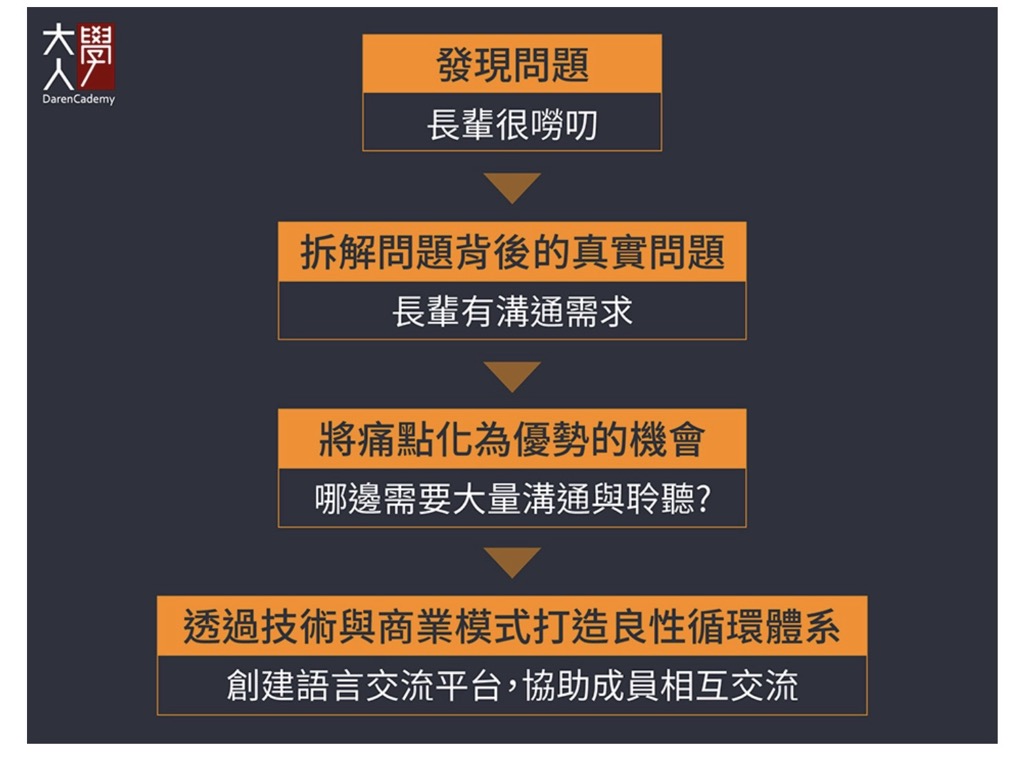 大人學
DarenCademy
發現問題
長輩很嘮叨
拆解問題背後的真實問題
長輩有溝通需求
將痛點化為優勢的機會
哪邊需要大量溝通與聆聽?
透過技術與商業模式打造良性循環體系
創建語言交流平台，協助成員相互交流